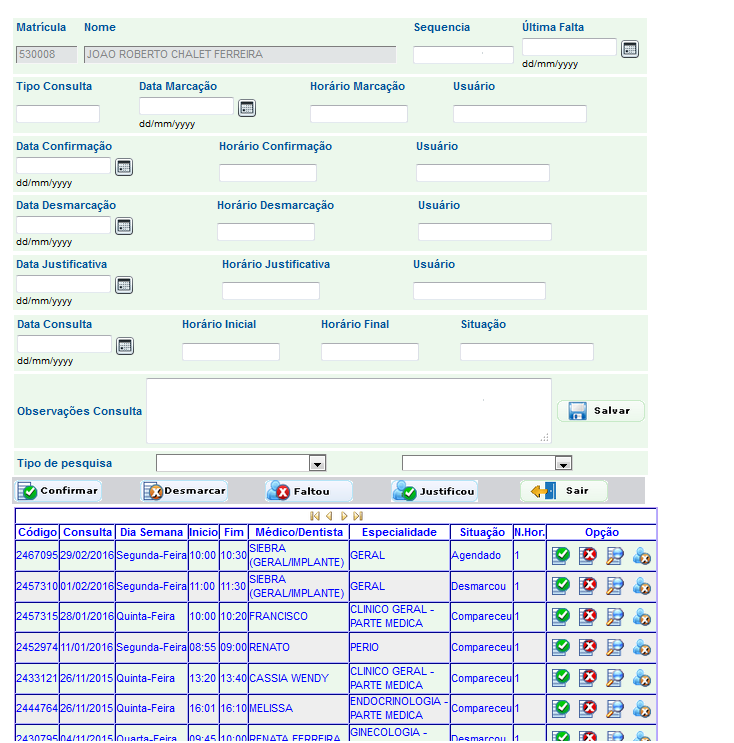 Matrícula Nome Sequencia Última Falta
530008 JOAO ROBERTO CHALET FERREIRA
dd/mm/yyyy
Tipo Consulta Data Marcação Horário Marcação Usuário
dd/mm/yyyy
Data Confirmação Horário Confirmação Usuário
dd/mm/yyyy
Data Desmarcação Horário Desmarcação Usuário
dd/mm/yyyy
Data Justificativa Horário Justificativa Usuário
dd/mm/yyyy
Data Consulta Horário Inicial Horário Final Situação
dd/mm/yyyy
Observações Consulta Salvar
Tipo de pesquisa
Confirmar Desmarcar Faltou Justificou Sair
Código Consulta Dia Semana Inicio Fim Médico/Dentista Especialidade Situação N.Hor. Opção
2467095 29/02/2016 Segunda-Feira 10:00 10:30 SIEBRA (GERAL/IMPLANTE) GERAL Agendado 1
2457310 01/02/2016 Segunda-Feira 11:00 11:30 SIEBRA (GERAL/IMPLANTE) GERAL Desmarcou 1
2457315 28/01/2016 Quinta-Feira 10:00 10:20 FRANCISCO CLINICO GERAL - PARTE MEDICA Compareceu 1
2452974 11/01/2016 Segunda-Feira 08:55 09:00 RENATO PERIO Compareceu 1
2433121 26/11/2015 Quinta-Feira 13:20 13:40 CASSIA WENDY CLINICO GERAL - PARTE MEDICA Compareceu 1
2444764 26/11/2015 Quinta-Feira 16:01 16:10 MELISSA ENDOCRINOLOGIA - PARTE MEDICA Compareceu 1
2430795 04/11/2015 Quarta-Feira 09:45 10:00 RENATA FERREIRA GINECOLOGIA - Desmarcou 1